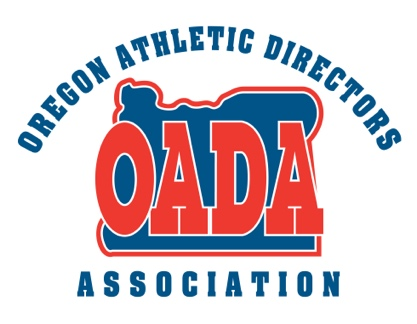 OREGON ATHLETIC DIRECTORS
OADA
ASSOCIATION